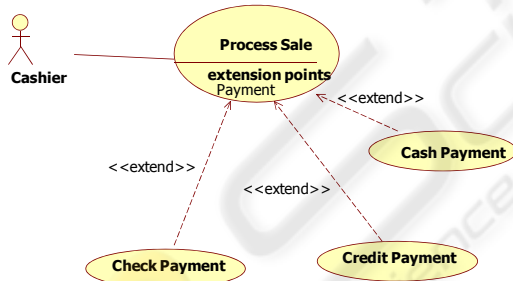 Process Sale
Cashier
extension points
Payment
<<extend>>
Cash Payment
<<extend>>
<<extend>>
Check Payment
Credit Payment